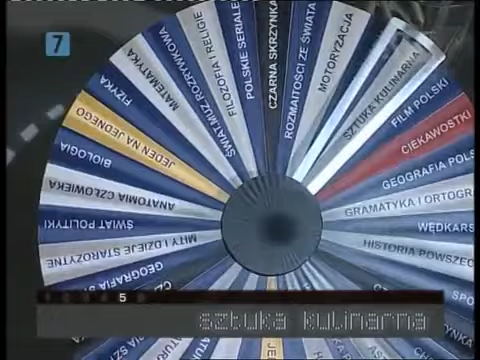 7
FIZYKA
MATEMATYKA
ŚWIAT MUZ.ROZRYWKOWA
FILOZOFIA I RELIGIE
POLSKIE SERIALE
CZARNA SKRZYNKA
ROZMAITOŚCI ZE ŚWIATA
MOTORYZACJA
SZTUKA KULINARNA
FILM POLSKI
CIEKAWOSTKI
GEOGRAFIA POLS
GRAMATYKA I ORTOGR
WĘDKARS
HISTORIA POWSZEC
SPO
JEDEN NA JEDNEGO
BIOLOGIA
ANATOMIA CZŁOWIEKA
ŚWIAT POLITYKI
MITY I DZIEJE STAROŻYTNE
GEOGRAFIA
5
sztuka kulinarna